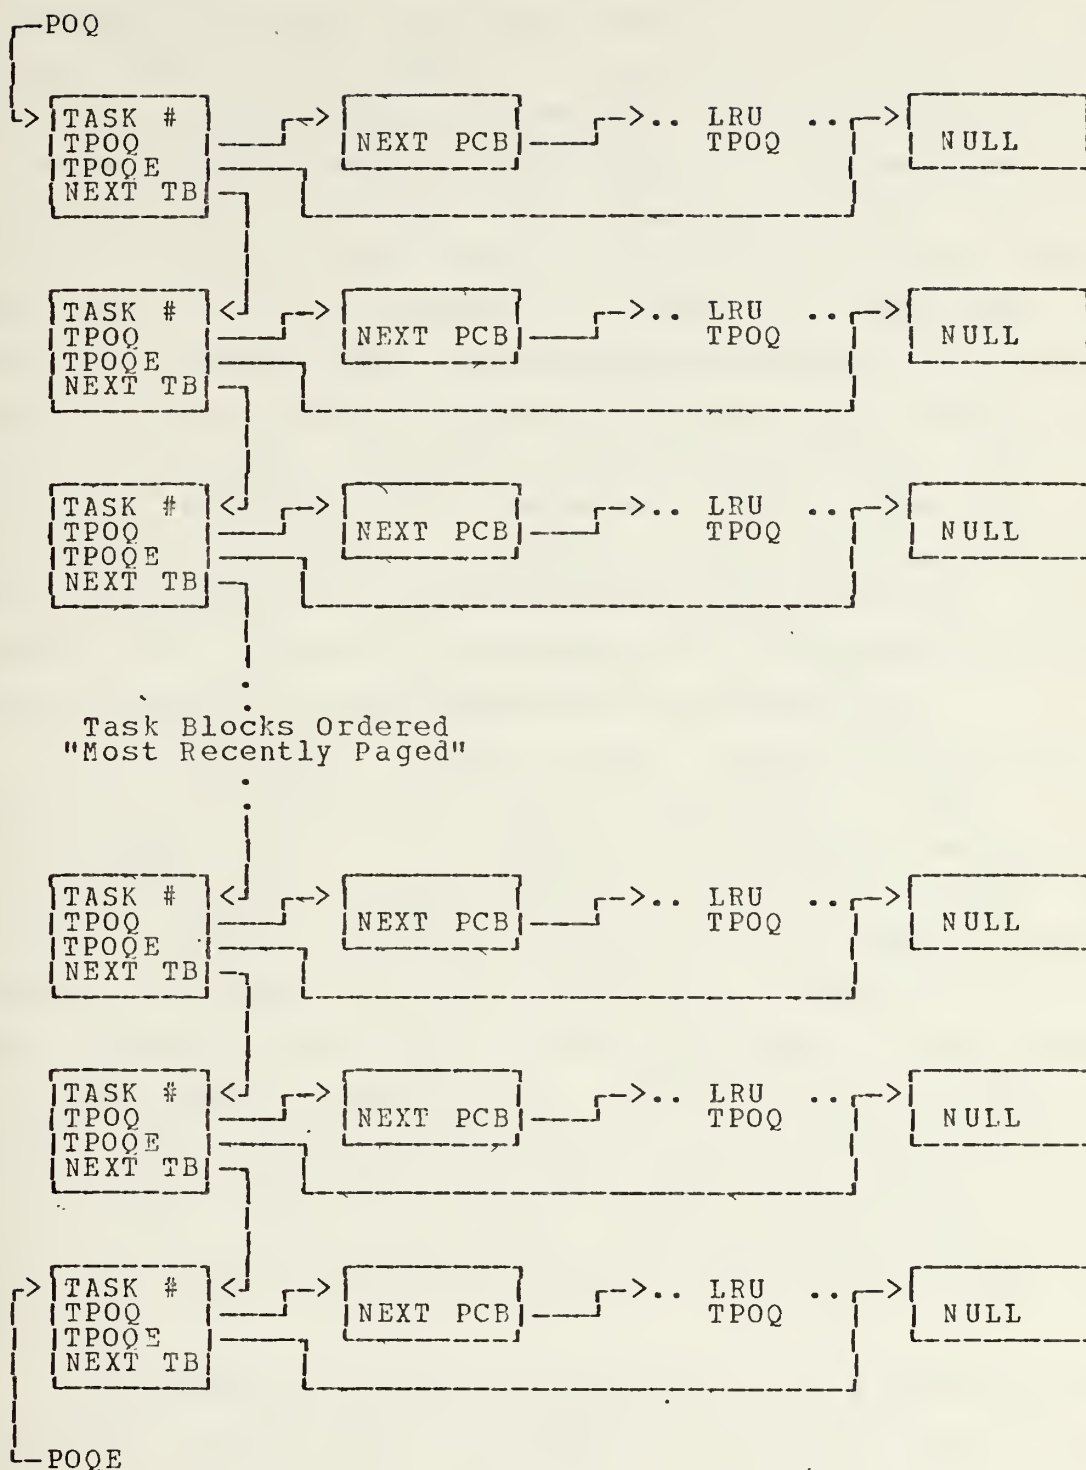 POQ
TASK #
TPOQ
TPOQE
NEXT TB
NEXT PCB
.. LRU ..
TPOQ
NULL
TASK #
TPOQ
TPOQE
NEXT TB
NEXT PCB
.. LRU ..
TPOQ
NULL
TASK #
TPOQ
TPOQE
NEXT TB
NEXT PCB
.. LRU ..
TPOQ
NULL
Task Blocks Ordered
"Most Recently Paged"
TASK #
TPOQ
TPOQE
NEXT TB
NEXT PCB
.. LRU ..
TPOQ
NULL
TASK #
TPOQ
TPOQE
NEXT TB
NEXT PCB
.. LRU ..
TPOQ
NULL
TASK #
TPOQ
TPOQE
NEXT TB
NEXT PCB
.. LRU ..
TPOQ
NULL
POQE